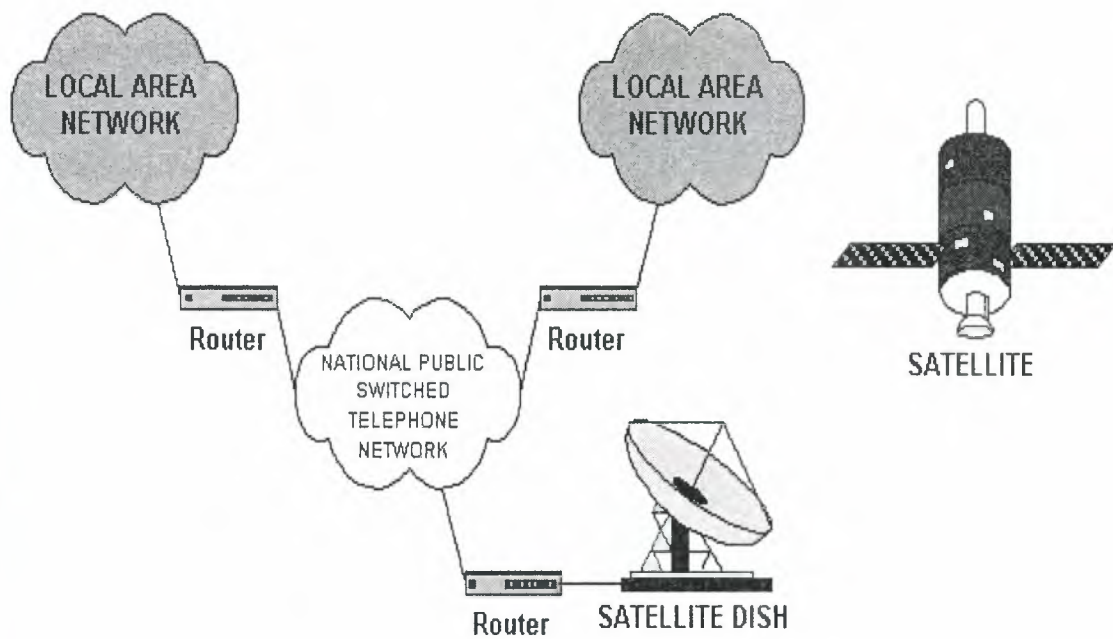 LOCAL AREA
NETWORK
LOCAL AREA
NETWORK
Router
Router
NATIONAL PUBLIC
SWITCHED
TELEPHONE
NETWORK
SATELLITE
Router
SATELLITE DISH